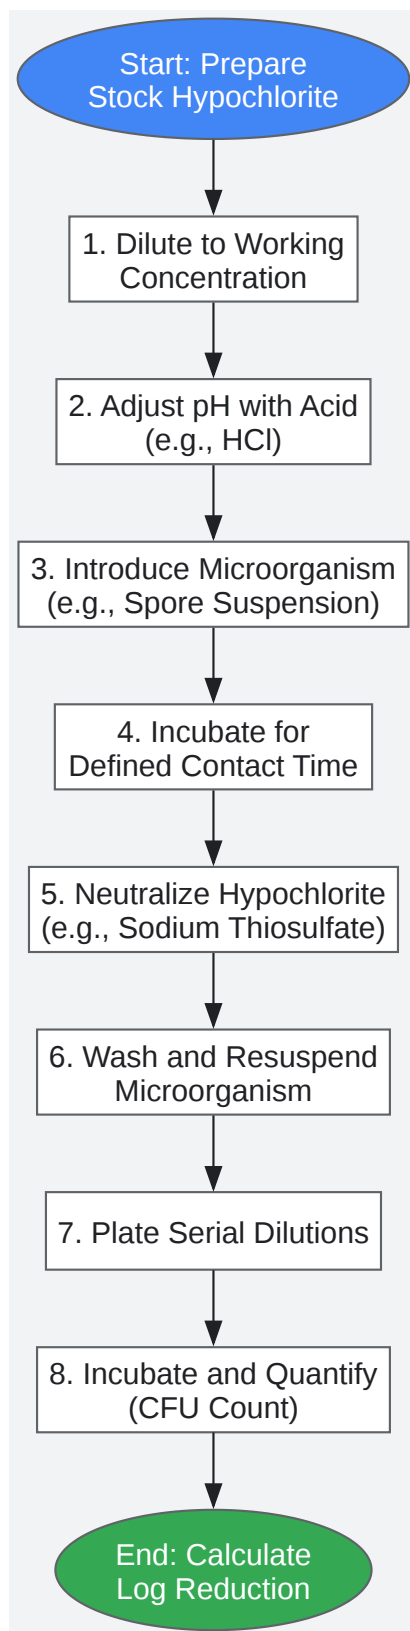 Start: Prepare
Stock Hypochlorite
1. Dilute to Working
Concentration
2. Adjust pH with Acid
(e.g., HCl)
3. Introduce Microorganism
(e.g., Spore Suspension)
4. Incubate for
Defined Contact Time
5. Neutralize Hypochlorite
(e.g., Sodium Thiosulfate)
6. Wash and Resuspend
Microorganism
7. Plate Serial Dilutions
8. Incubate and Quantify
(CFU Count)
End: Calculate
Log Reduction